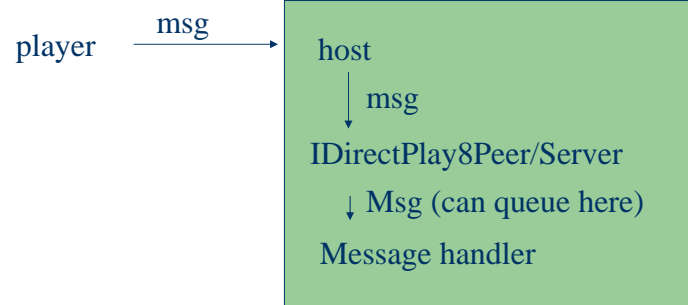 msg
player
host
msg
IDirectPlay8Peer/Server
Msg (can queue here)
Message handler